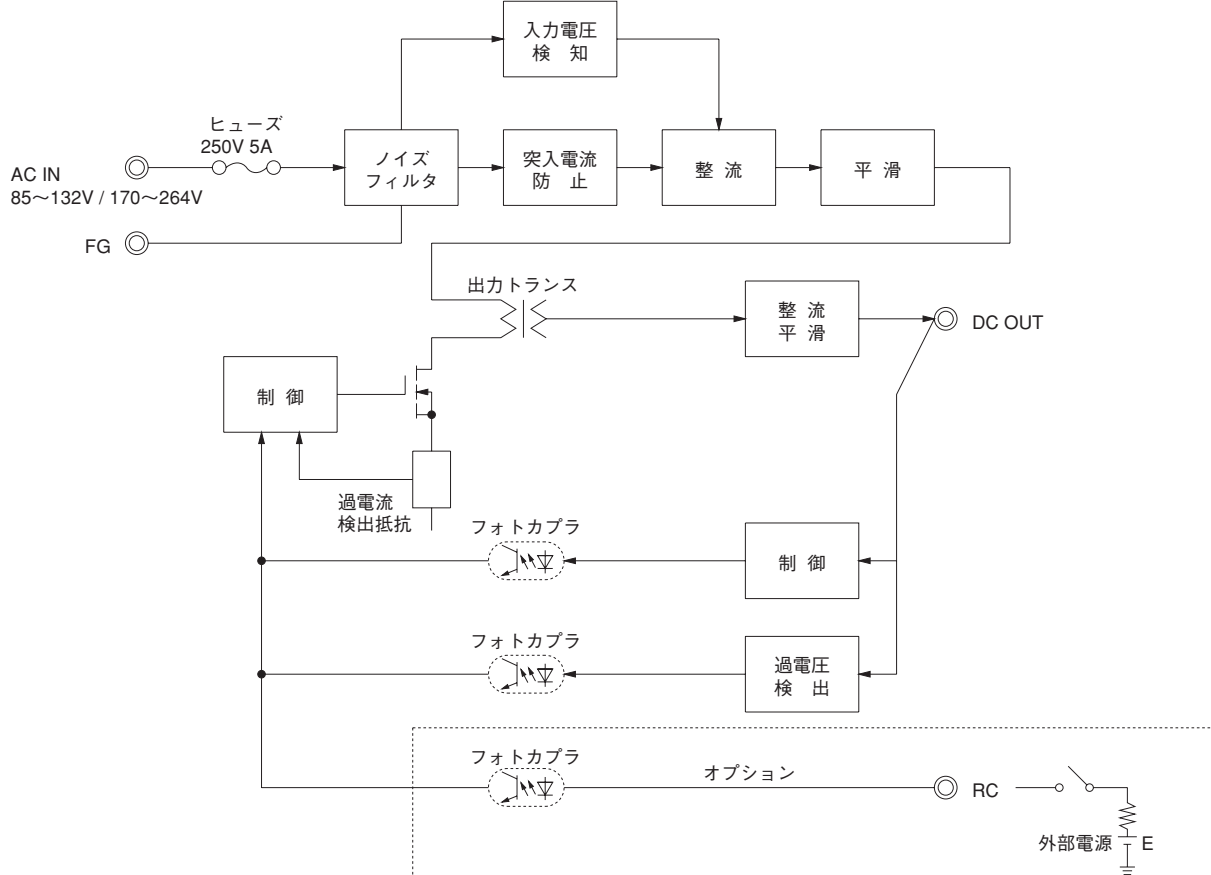 入力電圧
検 知
ヒューズ
250V 5A
AC IN
85～132V / 170～264V
ノイズ
フィルタ
突入電流
防 止
整 流
平 滑
FG
出力トランス
整 流
平 滑
DC OUT
制 御
過電流
検出抵抗
フォトカプラ
制 御
フォトカプラ
過電圧
検 出
フォトカプラ
オプション
RC
外部電源
E